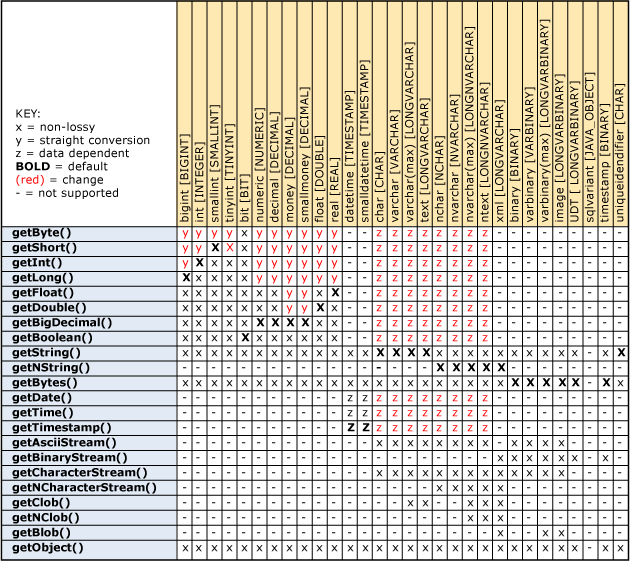 KEY:
x = non-lossy
y = straight conversion
z = data dependent
BOLD = default
(red) = change
- = not supported
bigint [BIGINT]
int [INTEGER]
smallint [SMALLINT]
tinyint [TINYINT]
bit [BIT]
numeric [NUMERIC]
decimal [DECIMAL]
money [DECIMAL]
smallmoney [DECIMAL]
float [DOUBLE]
real [REAL]
datetime [TIMESTAMP]
smalldatetime [TIMESTAMP]
char [CHAR]
varchar [VARCHAR]
varchar(max) [LONGVARCHAR]
text [LONGVARCHAR]
nchar [NCHAR]
nvarchar [NVARCHAR]
nvarchar(max) [LONGNVARCHAR]
ntext [LONGNVARCHAR]
xml [LONGVARCHAR]
binary [BINARY]
varbinary [VARBINARY]
varbinary(max) [LONGVARBINARY]
image [LONGVARBINARY]
UDT [LONGVARBINARY]
sqlvariant [JAVA_OBJECT]
timestamp [BINARY]
uniqueidendifier [CHAR]
getByte() y y y y x y y y y y y - - z z z z z z z z - - - - - - - - -
getShort() y y x x x y y y y y y - - z z z z z z z z - - - - - - - - -
getInt() y x x x x y y y y y y - - z z z z z z z z - - - - - - - - -
getLong() x x x x x y y y y y y - - z z z z z z z z - - - - - - - - -
getFloat() x x x x x x x y y x x - - z z z z z z z z - - - - - - - - -
getDouble() x x x x x x x y y x x - - z z z z z z z z - - - - - - - - -
getBigDecimal() x x x x x x x x x x x - - z z z z z z z z - - - - - - - - -
getBoolean() x x x x x x x x x x x - - z z z z z z z z - - - - - - - - -
getString() x x x x x x x x x x x x x x x x x x x x x x x x x x x - x x
getNString() - - - - - - - - - - - - - - - - - x x x x x - - - - - - - -
getBytes() x x x x x x x x x x x x x x x x x x x x x x x x x x x - x x
getDate() - - - - - - - - - - - z z z z z z z z z z - - - - - - - - -
getTime() - - - - - - - - - - - z z z z z z z z z z - - - - - - - - -
getTimestamp() - - - - - - - - - - - z z z z z z z z z z - - - - - - - - -
getAsciiStream() - - - - - - - - - - - - - x x x x x x x x - x x x x - - - -
getBinaryStream() - - - - - - - - - - - - - - - - - - - - - x x x x x x - x -
getCharacterStream() - - - - - - - - - - - - - x x x x x x x x x x x x x - - - -
getNCharacterStream() - - - - - - - - - - - - - - - - - x x x x x - - - - - - - -
getClob() - - - - - - - - - - - - - - - x x - - x x x - - - - - - - -
getNClob() - - - - - - - - - - - - - - - - - - - x x x - - - - - - - -
getBlob() - - - - - - - - - - - - - - - - - - - - - x - - x x - - - -
getObject() x x x x x x x x x x x x x x x x x x x x x x x x x x x - x x